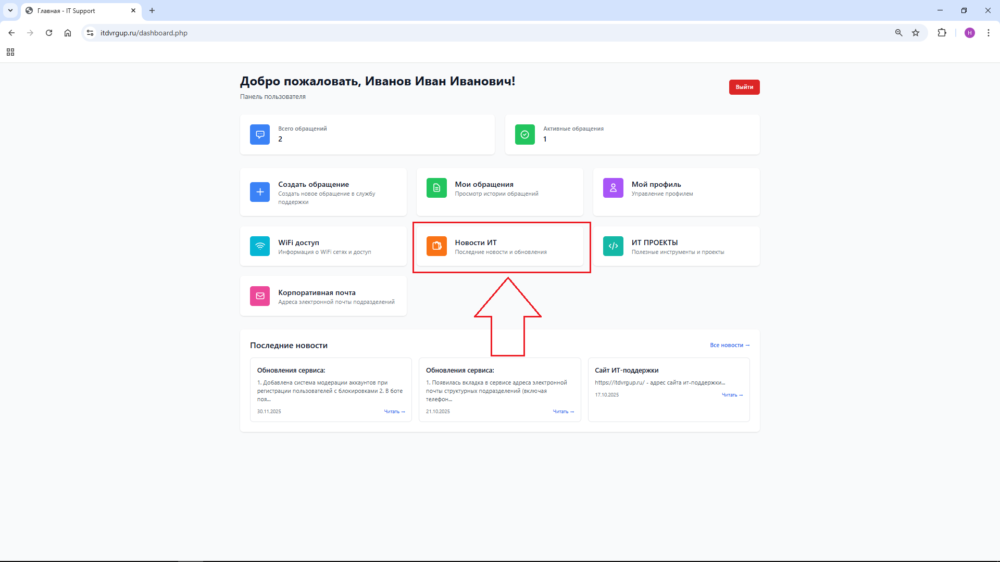 Главная - IT Support
itdvrgup.ru/dashboard.php
H
Добро пожаловать, Иванов Иван Иванович!
Панель пользователя
Выйти
Всего обращений
2
Активные обращения
1
Создать обращение
Создать новое обращение в службу
поддержки
Мои обращения
Просмотр истории обращений
Мой профиль
Управление профилем
WiFi доступ
Информация о WiFi сетях и доступ
Новости ИТ
Последние новости и обновления
ИТ ПРОЕКТЫ
Полезные инструменты и проекты
Корпоративная почта
Адреса электронной почты подразделений
Последние новости
Все новости →
Обновления сервиса:
1. Добавлена система модерации аккаунтов при
регистрации пользователей с блокировками 2. В боте
поя...
30.11.2025
Читать →
Обновления сервиса:
1. Появилась вкладка в сервисе адреса электронной
почты структурных подразделений (включая
телефон...
21.10.2025
Читать →
Сайт ИТ-поддержки
https://itdvrgup.ru/ - адрес сайта ит-поддержки...
17.10.2025
Читать →